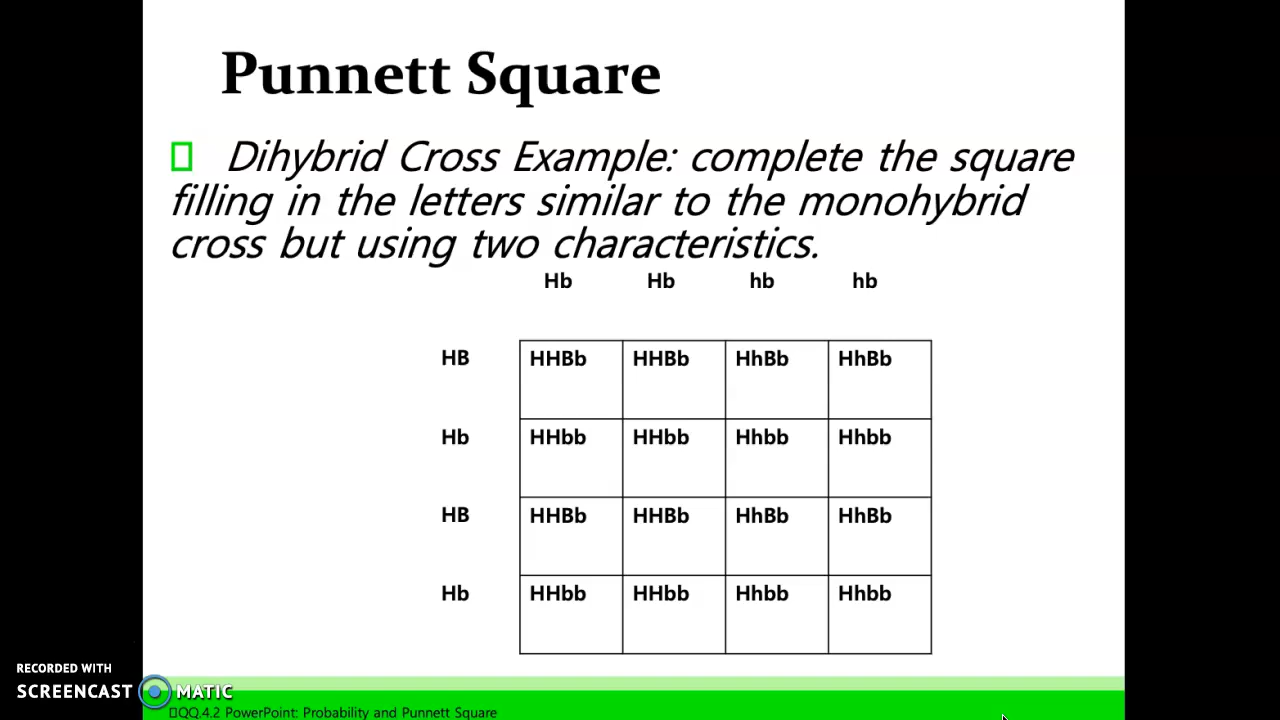 Punnett Square
Dihybrid Cross Example: complete the square
filling in the letters similar to the monohybrid
cross but using two characteristics.
Hb Hb hb hb
HB HHBb HHBb HhBb HhBb
Hb HHbb HHbb Hhbb Hhbb
HB HHBb HHBb HhBb HhBb
Hb HHbb HHbb Hhbb Hhbb
RECORDED WITH
SCREENCAST MATIC
QQ.4.2 PowerPoint: Probability and Punnett Square